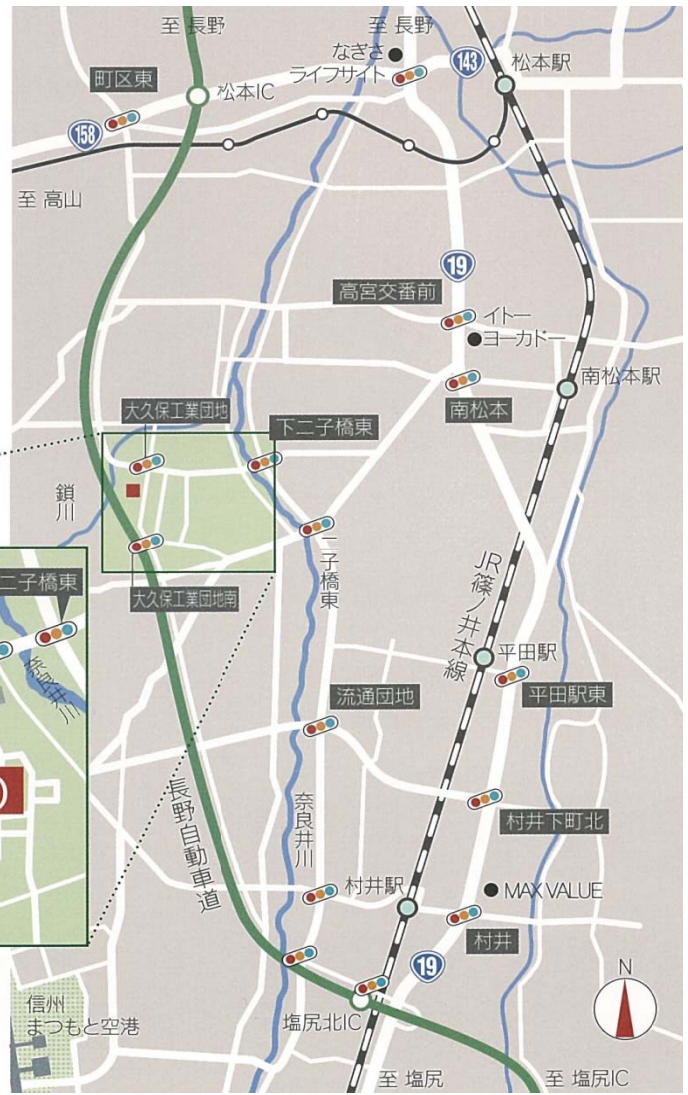 至 長野
至 長野
なぎさ
ライフサイト
143
松本駅
町区東
松本IC
158
至 高山
19
高宮交番前
イトー
ヨーカドー
南松本駅
南松本
大久保工業団地
下二子橋東
鎖川
二子橋東
大久保工業団地南
JR篠ノ井本線
二子橋東
奈良井川
平田駅
平田駅東
流通団地
長野自動車道
奈良井川
村井下町北
村井駅
MAX VALUE
村井
19
N
信州
まつもと空港
塩尻北IC
至 塩尻
至 塩尻IC